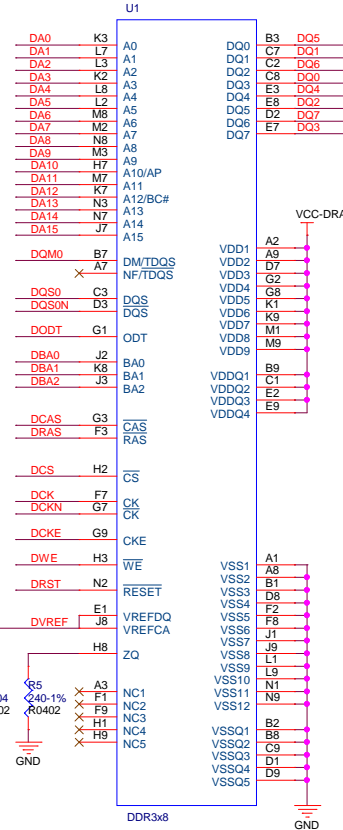 U1
DA0 K3 A0 DQ0 B3 DQ5
DA1 L7 A1 DQ1 C7 DQ1
DA2 L3 A2 DQ2 C2 DQ6
DA3 K2 A3 DQ3 C8 DQ0
DA4 L8 A4 DQ4 E3 DQ4
DA5 L2 A5 DQ5 E8 DQ2
DA6 M8 A6 DQ6 D2 DQ7
DA7 M2 A7 DQ7 E7 DQ3
DA8 N8 A8
DA9 M3 A9
DA10 H7 A10/AP
DA11 M7 A11
DA12 K7 A12/BC#
DA13 N3 A13
DA14 N7 A14
DA15 J7 A15
VCC-DRA
DQM0 B7 DM/TDQS VDD1 A2
A7 NF/TDQS VDD2 A9
VDD3 D7
DQS0 C3 DQS VDD4 G2
DQS0N D3 DQS VDD5 G8
VDD6 K1
DODT G1 ODT VDD7 K9
VDD8 M1
VDD9 M9
DBA0 J2 BA0
DBA1 K8 BA1 VDDQ1 B9
DBA2 J3 BA2 VDDQ2 C1
VDDQ3 E2
VDDQ4 E9
DCAS G3 CAS
DRAS F3 RAS
DCS H2 CS
DCK F7 CK
DCKN G7 CK
DCKE G9 CKE
DWE H3 WE VSS1 A1
VSS2 A8
DRST N2 RESET VSS3 B1
VSS4 D8
E1 VREFDQ VSS5 F2
DVREF J8 VREFCA VSS6 F8
VSS7 J1
H8 ZQ VSS8 J9
VSS9 L1
VSS10 L9
A3 NC1 VSS11 N1
F1 NC2 VSS12 N9
F9 NC3
H1 NC4 VSSQ1 B2
H9 NC5 VSSQ2 B8
VSSQ3 C9
VSSQ4 D1
VSSQ5 D9
R5
04 240-1%
02 R0402
GND
DDR3x8
GND